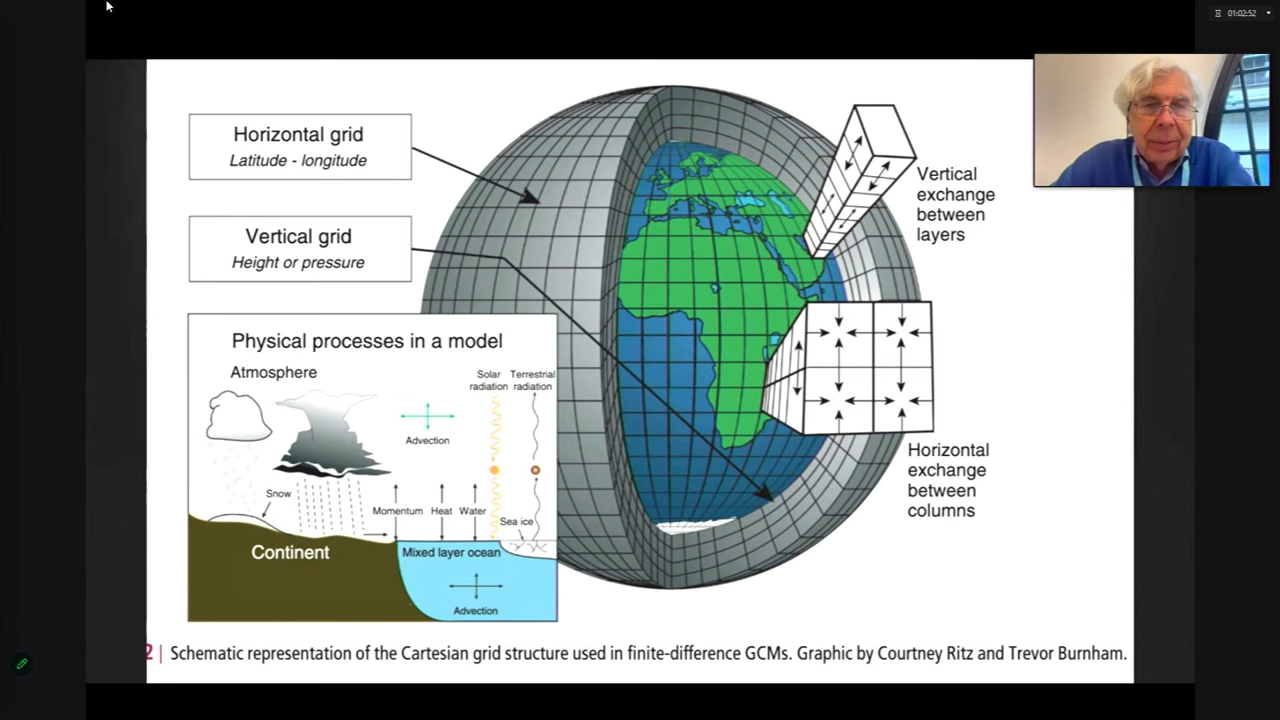 01:02:52
Horizontal grid
Latitude - longitude
Vertical grid
Height or pressure
Vertical
exchange
between
layers
Physical processes in a model
Atmosphere
Solar
radiation
Terrestrial
radiation
Advection
Snow
Momentum
Heat
Water
Sea ice
Continent
Mixed layer ocean
Advection
Horizontal
exchange
between
columns
2 | Schematic representation of the Cartesian grid structure used in finite-difference GCMs. Graphic by Courtney Ritz and Trevor Burnham.